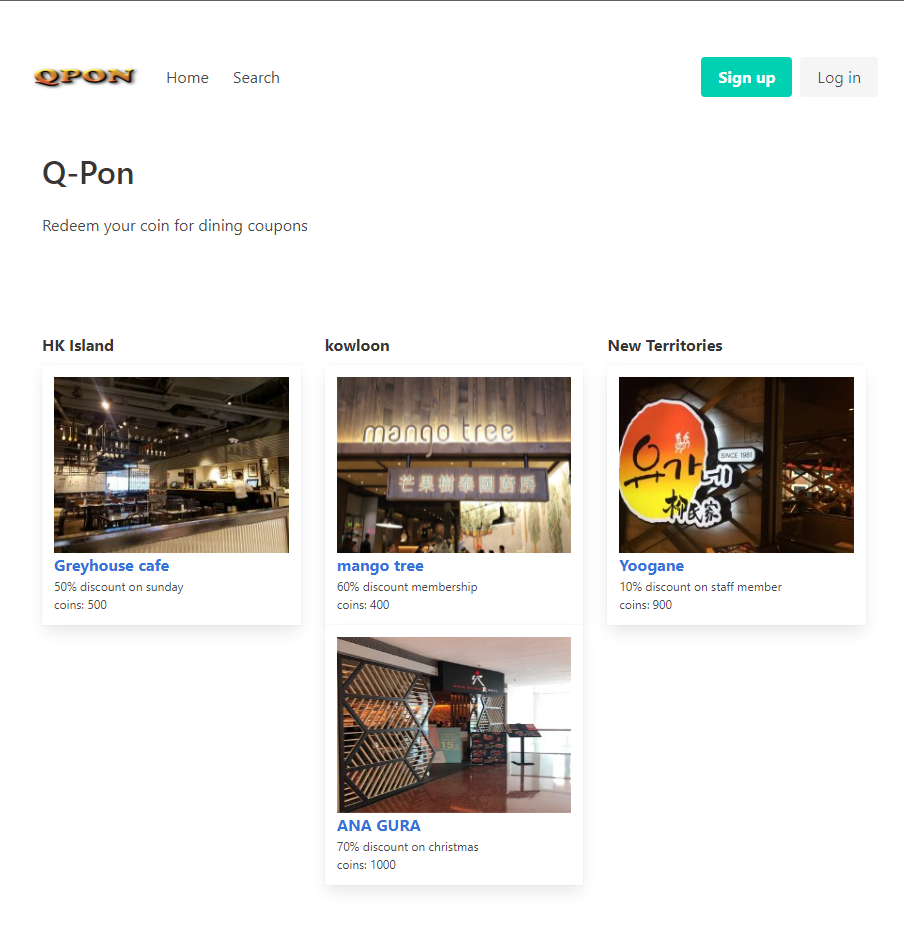 QPON
Home
Search
Sign up
Log in
Q-Pon
Redeem your coin for dining coupons
HK Island
Greyhouse cafe
50% discount on sunday
coins: 500
kowloon
mango tree
芒果樹泰國廚房
mango tree
60% discount membership
coins: 400
ANA GURA
70% discount on christmas
coins: 1000
New Territories
유가네
SINCE 1981
柳氏家
Yoogane
10% discount on staff member
coins: 900